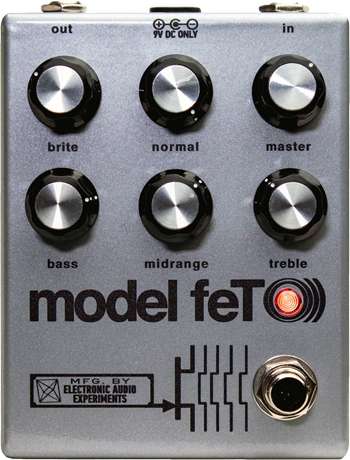 out
9V DC ONLY
in
brite
normal
master
bass
midrange
treble
model feT
MFG. BY
ELECTRONIC AUDIO
EXPERIMENTS